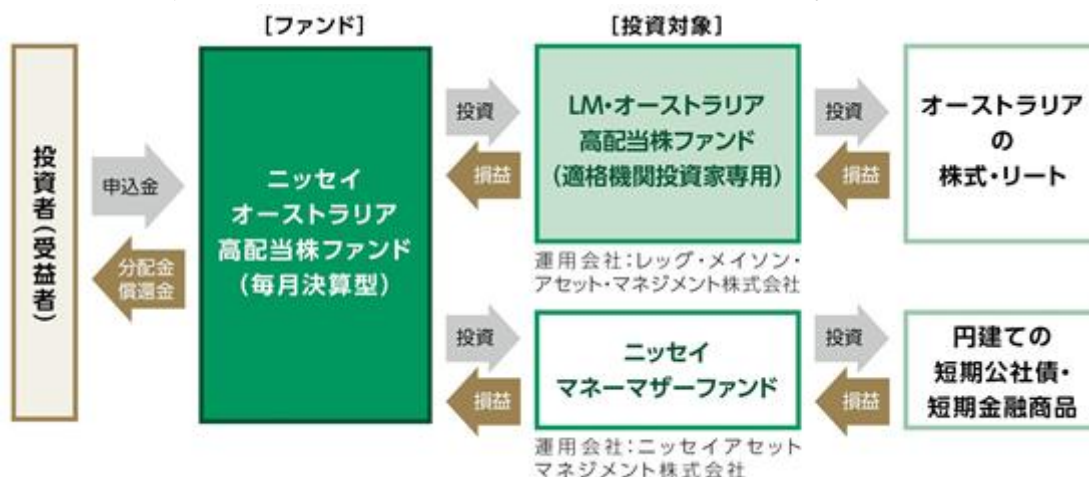 [ファンド]
[投資対象]
投資者(受益者)
申込金
分配金
償還金
ニッセイ
オーストラリア
高配当株ファンド
(毎月決算型)
投資
損益
LM・オーストラリア
高配当株ファンド
(適格機関投資家専用)
運用会社:レッグ・メイソン・
アセット・マネジメント株式会社
投資
損益
オーストラリア
の
株式・リート
投資
損益
ニッセイ
マネーマザーファンド
運用会社:ニッセイアセット
マネジメント株式会社
投資
損益
円建ての
短期公社債・
短期金融商品